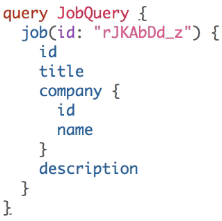 query JobQuery {
  job(id: "rJKAbDd_z") {
    id
    title
    company {
      id
      name
    }
    description
  }
}